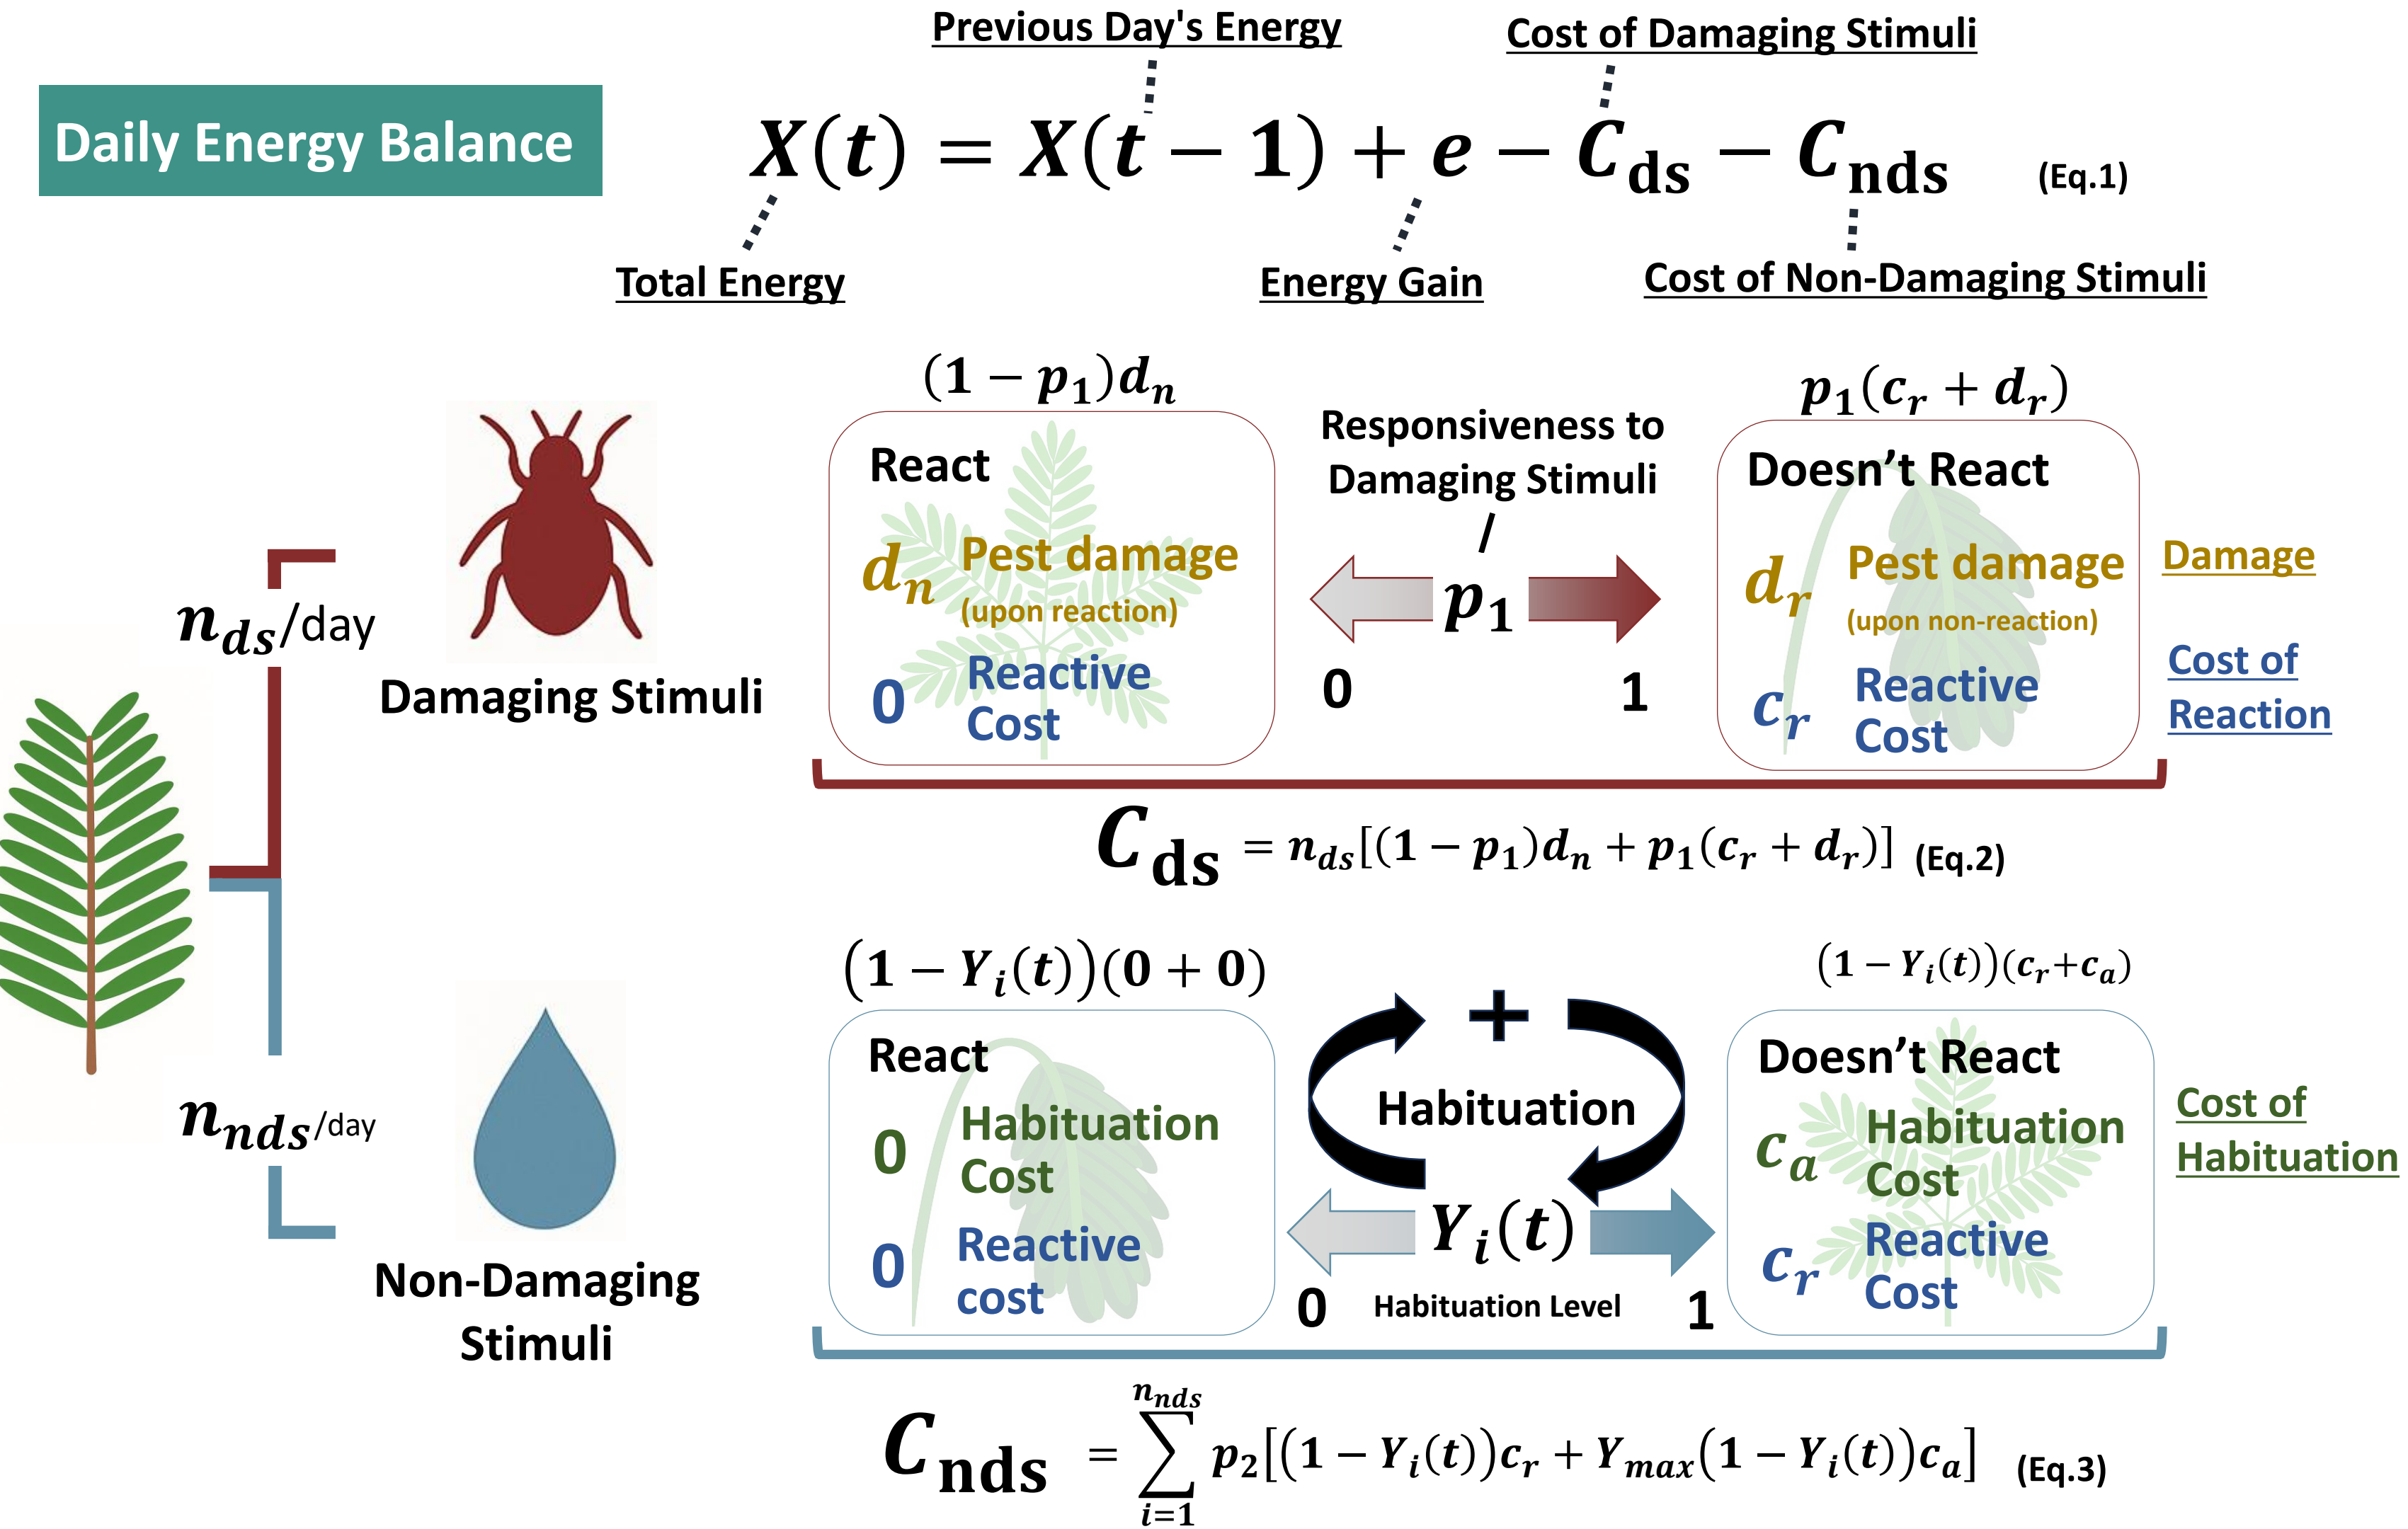 Previous Day's Energy
Cost of Damaging Stimuli
Daily Energy Balance
X(t) = X(t − 1) + e − C_ds − C_nds (Eq.1)
Total Energy
Energy Gain
Cost of Non-Damaging Stimuli
(1 − p₁)dₙ
p₁(c_r + d_r)
React
dₙ Pest damage
(upon reaction)
0 Reactive
Cost
Responsiveness to
Damaging Stimuli
/
p₁
0
1
Doesn't React
d_r Pest damage
(upon non-reaction)
c_r Reactive
Cost
Damage
Cost of
Reaction
n_ds/day
Damaging Stimuli
C_ds = n_ds[(1 − p₁)dₙ + p₁(c_r + d_r)] (Eq.2)
(1 − Y_i(t))(0 + 0)
(1 − Y_i(t))(c_r+c_a)
React
0 Habituation
Cost
0 Reactive
cost
+
Habituation
Y_i(t)
0 Habituation Level 1
Doesn't React
c_a Habituation
Cost
c_r Reactive
Cost
Cost of
Habituation
n_nds/day
Non-Damaging
Stimuli
C_nds = ∑_{i=1}^{n_nds} p₂[(1 − Y_i(t))c_r + Y_max(1 − Y_i(t))c_a] (Eq.3)